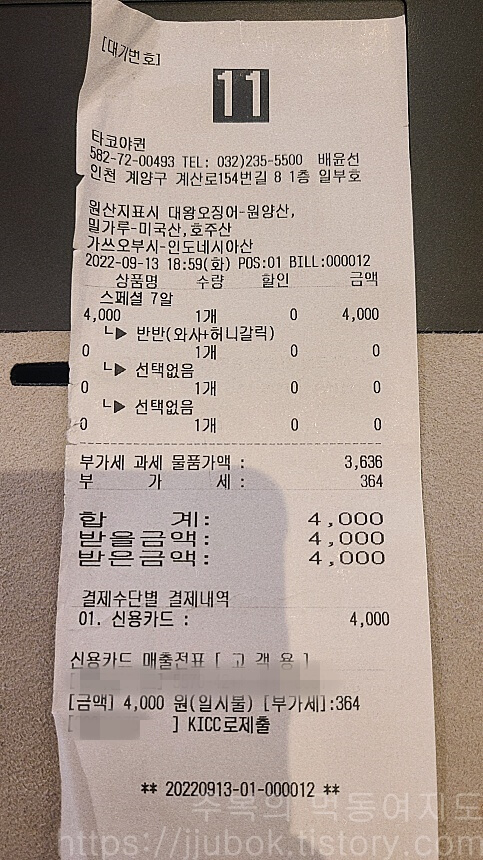 [대기번호]
11
타코야퀸
582-72-00493 TEL: 032)235-5500 배윤선
인천 계양구 계산로154번길 8 1층 일부호
원산지표시 대왕오징어-원양산,
밀가루-미국산,호주산
가쓰오부시-인도네시아산
2022-09-13 18:59(화) POS:01 BILL:000012
상품명 수량 할인 금액
스페셜 7알
4,000 1개 0 4,000
└▶ 반반(와사+허니갈릭)
0 1개 0 0
└▶ 선택없음
0 1개 0 0
└▶ 선택없음
0 1개 0 0
부가세 과세 물품가액 : 3,636
부 가 세 : 364
합 계: 4,000
받을금액: 4,000
받은금액: 4,000
결제수단별 결제내역
01. 신용카드 : 4,000
신용카드 매출전표 [ 고 객 용 ]
[금액] 4,000 원(일시불) [부가세]:364
[ ] KICC로제출
** 20220913-01-000012 **
주복의 먹동여지도
https://jjubok.tistory.com